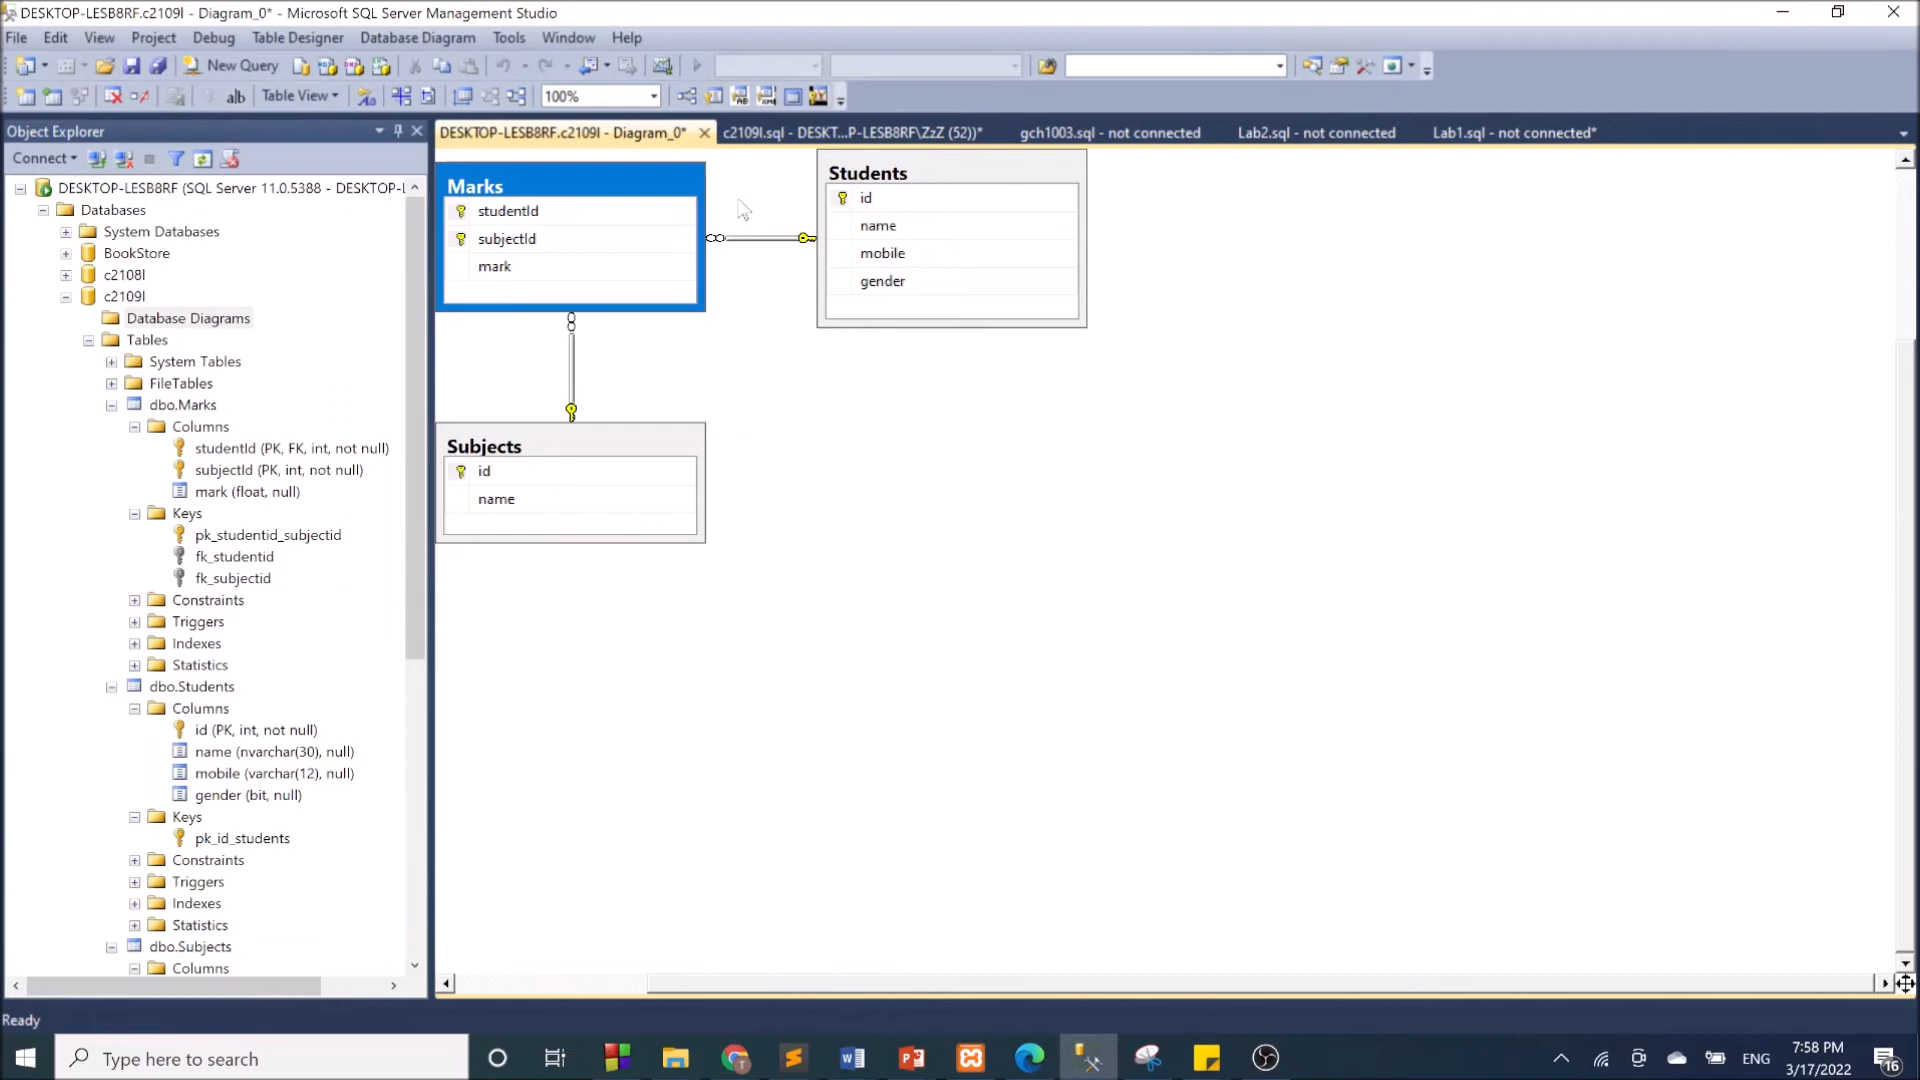 DESKTOP-LESB8RF.c2109l - Diagram_0* - Microsoft SQL Server Management Studio
File Edit View Project Debug Table Designer Database Diagram Tools Window Help
New Query
alb Table View 100%
Object Explorer
DESKTOP-LESB8RF.c2109l - Diagram_0* c2109l.sql - DESKT...P-LESB8RF\ZzZ (52))* gch1003.sql - not connected Lab2.sql - not connected Lab1.sql - not connected*
Connect
DESKTOP-LESB8RF (SQL Server 11.0.5388 - DESKTOP-L
Databases
System Databases
BookStore
c2108l
c2109l
Database Diagrams
Tables
System Tables
FileTables
dbo.Marks
Columns
studentId (PK, FK, int, not null)
subjectId (PK, int, not null)
mark (float, null)
Keys
pk_studentid_subjectid
fk_studentid
fk_subjectid
Constraints
Triggers
Indexes
Statistics
dbo.Students
Columns
id (PK, int, not null)
name (nvarchar(30), null)
mobile (varchar(12), null)
gender (bit, null)
Keys
pk_id_students
Constraints
Triggers
Indexes
Statistics
dbo.Subjects
Columns
Marks
studentId
subjectId
mark
Students
id
name
mobile
gender
Subjects
id
name
Ready
Type here to search
ENG
7:58 PM
3/17/2022
16